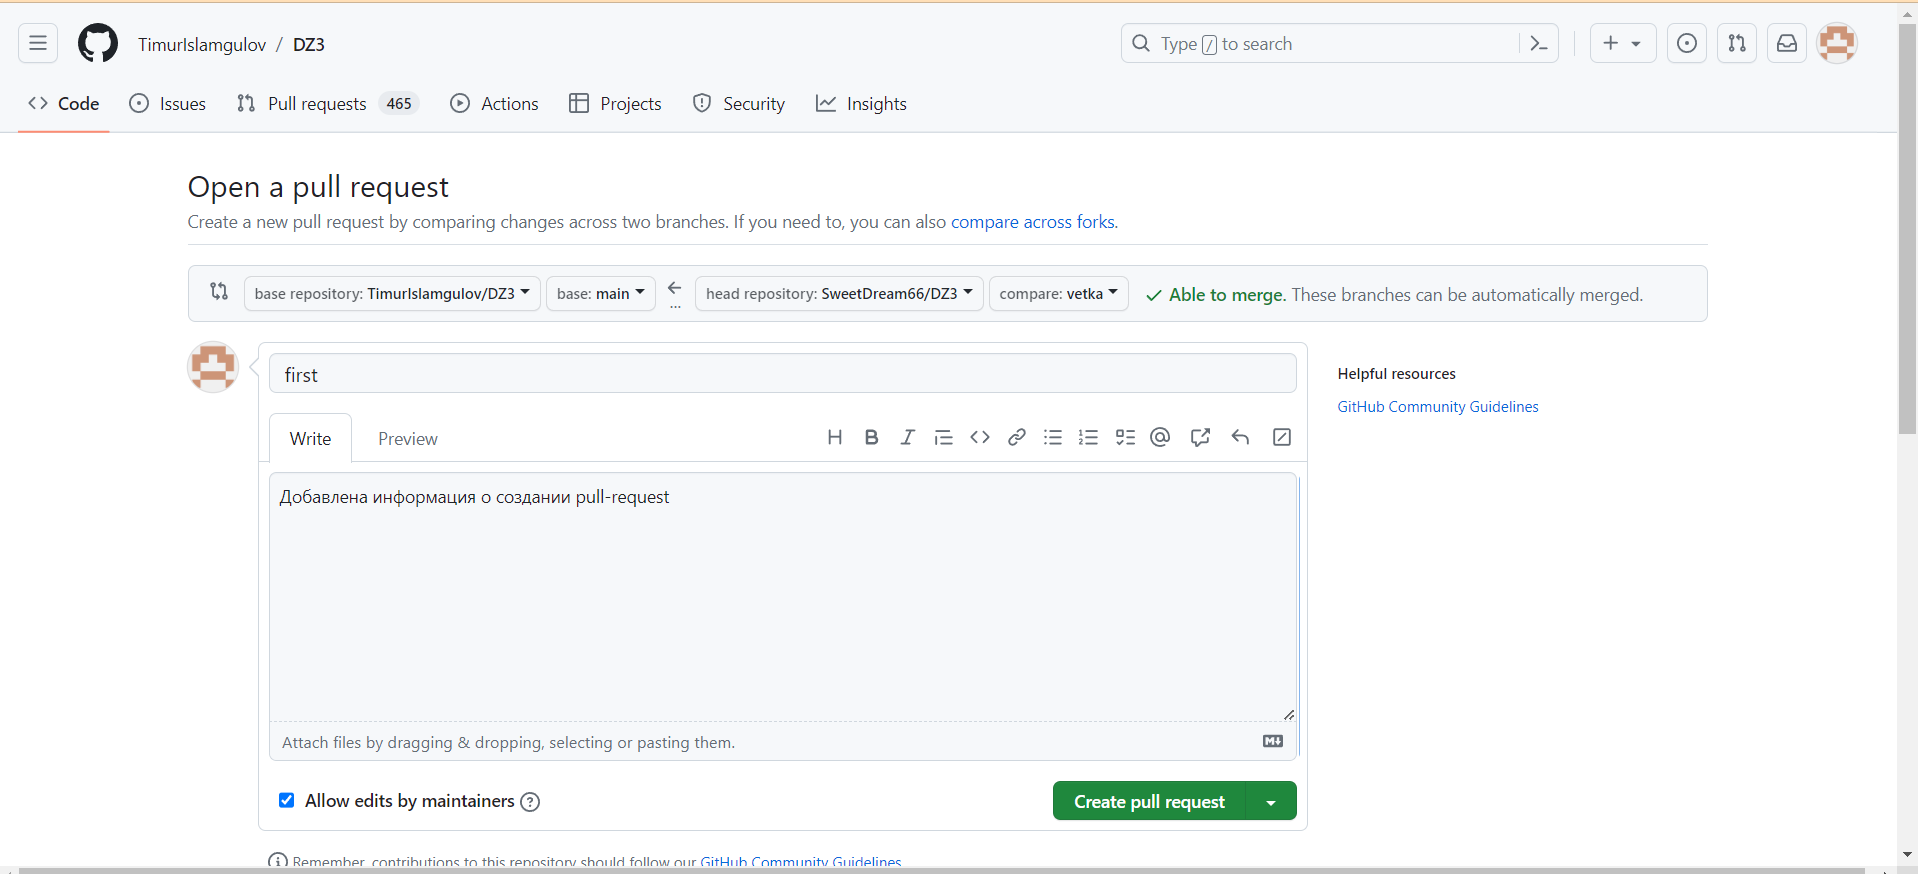 TimurIslamgulov / DZ3
Type / to search
Code Issues Pull requests 465 Actions Projects Security Insights
Open a pull request
Create a new pull request by comparing changes across two branches. If you need to, you can also compare across forks.
base repository: TimurIslamgulov/DZ3 base: main ... head repository: SweetDream66/DZ3 compare: vetka Able to merge. These branches can be automatically merged.
first
Helpful resources
GitHub Community Guidelines
Write Preview
Добавлена информация о создании pull-request
Attach files by dragging & dropping, selecting or pasting them.
Allow edits by maintainers
Create pull request
Remember, contributions to this repository should follow our GitHub Community Guidelines